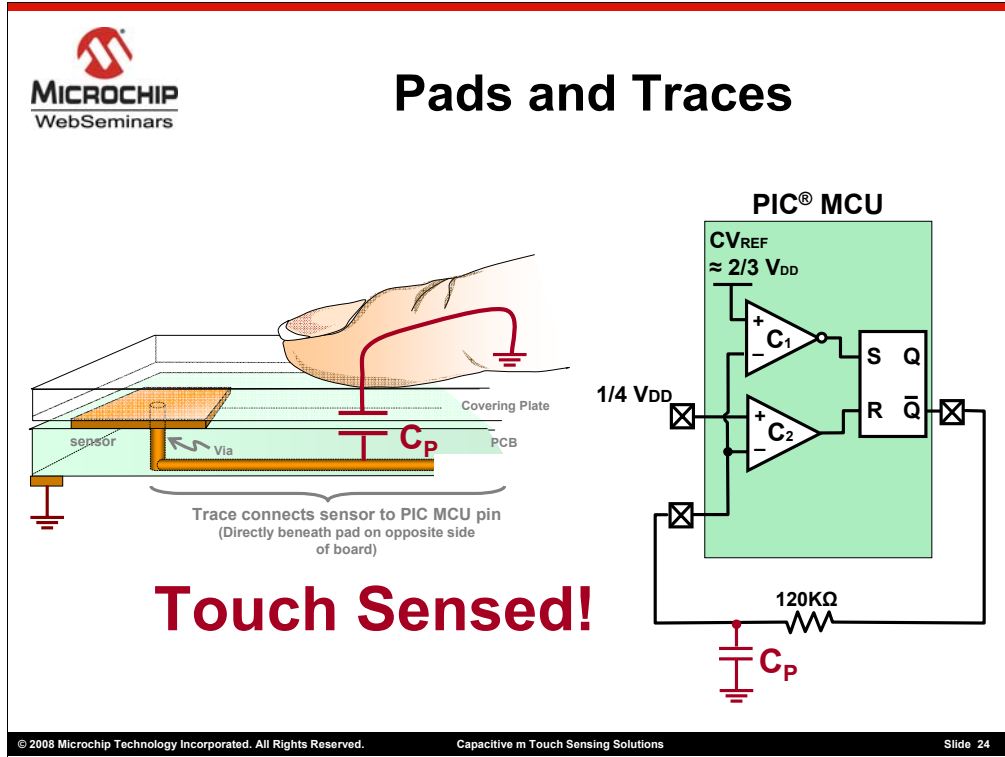 MICROCHIP
WebSeminars
Pads and Traces
PIC® MCU
CVREF
≈ 2/3 VDD
+
C1
−
S Q
1/4 VDD
R Q̅
+
C2
−
Covering Plate
sensor
Via
CP
PCB
Trace connects sensor to PIC MCU pin
(Directly beneath pad on opposite side
of board)
Touch Sensed!
120KΩ
CP
© 2008 Microchip Technology Incorporated. All Rights Reserved. Capacitive m Touch Sensing Solutions Slide 24